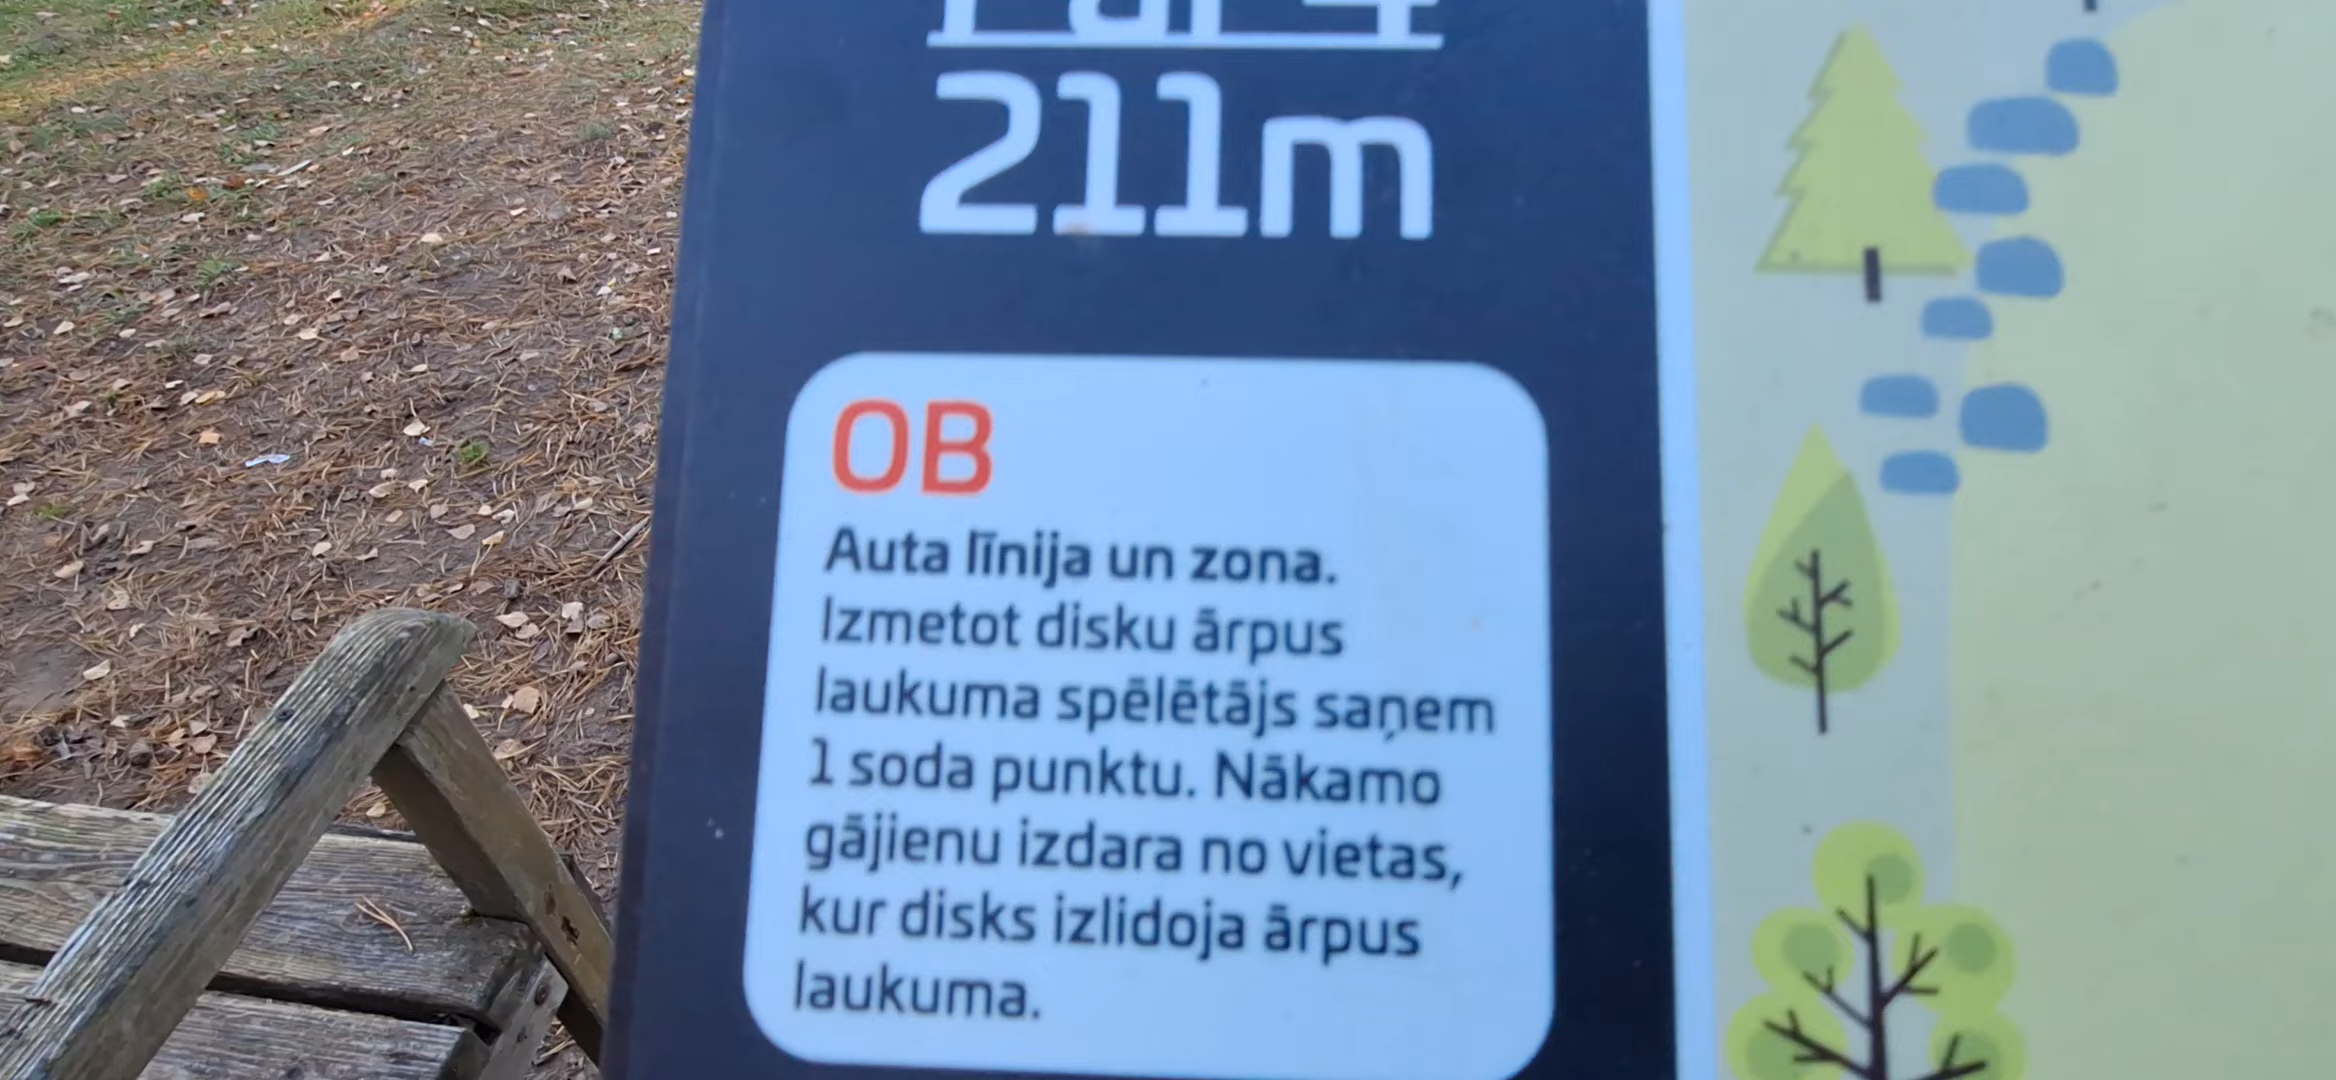 211m
OB
Auta līnija un zona.
Izmetot disku ārpus
laukuma spēlētājs saņem
1 soda punktu. Nākamo
gājienu izdara no vietas,
kur disks izlidoja ārpus
laukuma.